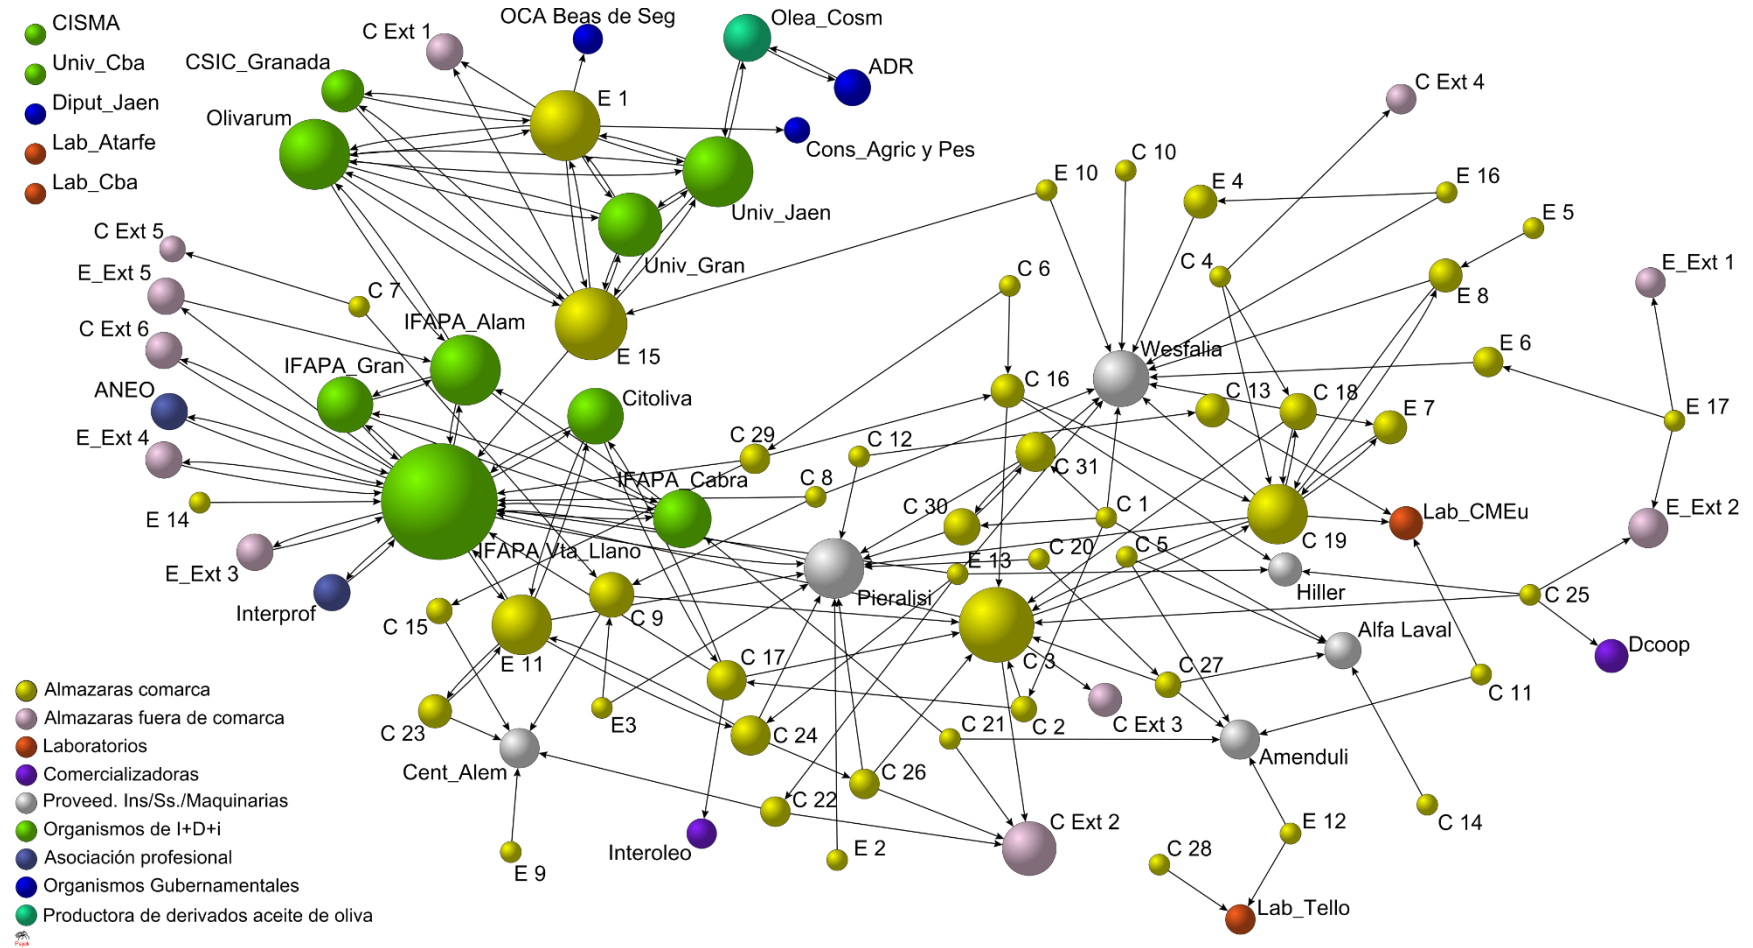 OCA Beas de Seg
Olea_Cosm
CISMA
C Ext 1
Univ_Cba
CSIC_Granada
ADR
C Ext 4
Diput_Jaen
E 1
Olivarum
Lab_Atarfe
Cons_Agric y Pes
C 10
Lab_Cba
E 10
E 4
E 16
Univ_Jaen
E 5
C Ext 5
Univ_Gran
C 4
E_Ext 1
E_Ext 5
C 6
C 7
E 8
IFAPA_Alam
C Ext 6
Wesfalia
E 15
E 6
IFAPA_Gran
C 16
ANEO
Citoliva
C 13
C 18
E 7
E 17
E_Ext 4
C 29
C 12
C 31
IFAPA_Cabra
C 8
C 1
E 14
C 30
Lab_CMEu
E_Ext 2
IFAPA Vta_Llano
E 13
C 20
C 5
C 19
E_Ext 3
Hiller
C 25
Interprof
Pioralisi
C 15
C 9
Alfa Laval
Dcoop
E 11
C 3
C 17
C 27
C 11
Almazaras comarca
C 23
E3
C 24
C 21
C 2
C Ext 3
Almazaras fuera de comarca
Laboratorios
Amenduli
Comercializadoras
Cent_Alem
C 26
Proveed. Ins/Ss./Maquinarias
C 22
C 14
Organismos de I+D+i
C Ext 2
E 12
Asociación profesional
Interoleo
E 2
C 28
E 9
Organismos Gubernamentales
Productora de derivados aceite de oliva
Lab_Tello
Pajek